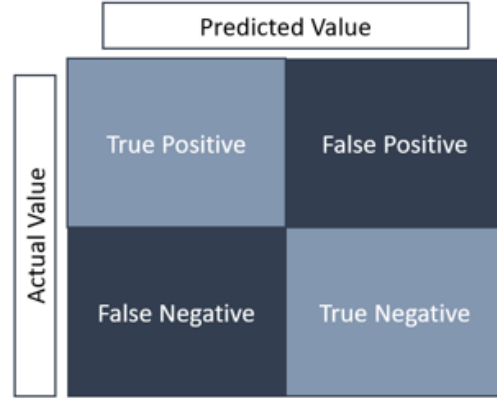 Predicted Value
Actual Value
True Positive
False Positive
False Negative
True Negative